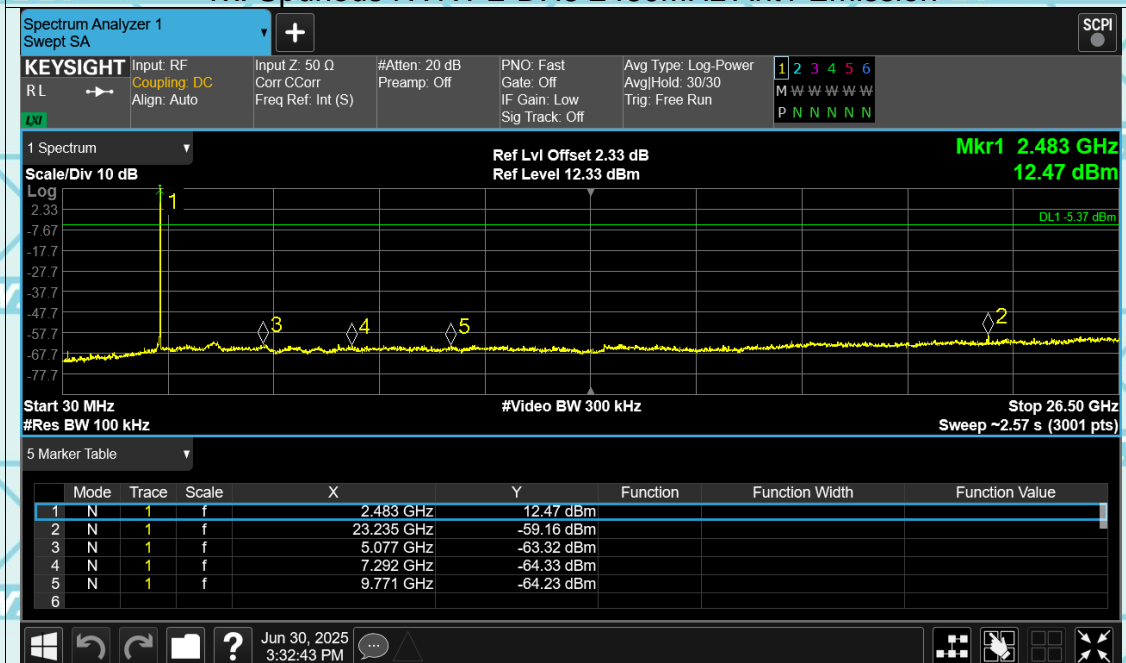 Spectrum Analyzer 1
Swept SA
+
SCPI
KEYSIGHT
RL
LXI
Input: RF
Coupling: DC
Align: Auto
Input Z: 50 Ω
Corr CCorr
Freq Ref: Int (S)
#Atten: 20 dB
Preamp: Off
PNO: Fast
Gate: Off
IF Gain: Low
Sig Track: Off
Avg Type: Log-Power
Avg|Hold: 30/30
Trig: Free Run
1 2 3 4 5 6
M W W W W W
P N N N N N
1 Spectrum
Scale/Div 10 dB
Ref Lvl Offset 2.33 dB
Ref Level 12.33 dBm
Mkr1 2.483 GHz
12.47 dBm
Log
2.33
-7.67
-17.7
-27.7
-37.7
-47.7
-57.7
-67.7
-77.7
1
DL1 -5.37 dBm
3
4
5
2
Start 30 MHz
#Video BW 300 kHz
Stop 26.50 GHz
#Res BW 100 kHz
Sweep ~2.57 s (3001 pts)
5 Marker Table
Mode Trace Scale X Y Function Function Width Function Value
1 N 1 f 2.483 GHz 12.47 dBm
2 N 1 f 23.235 GHz -59.16 dBm
3 N 1 f 5.077 GHz -63.32 dBm
4 N 1 f 7.292 GHz -64.33 dBm
5 N 1 f 9.771 GHz -64.23 dBm
6
?
Jun 30, 2025
3:32:43 PM